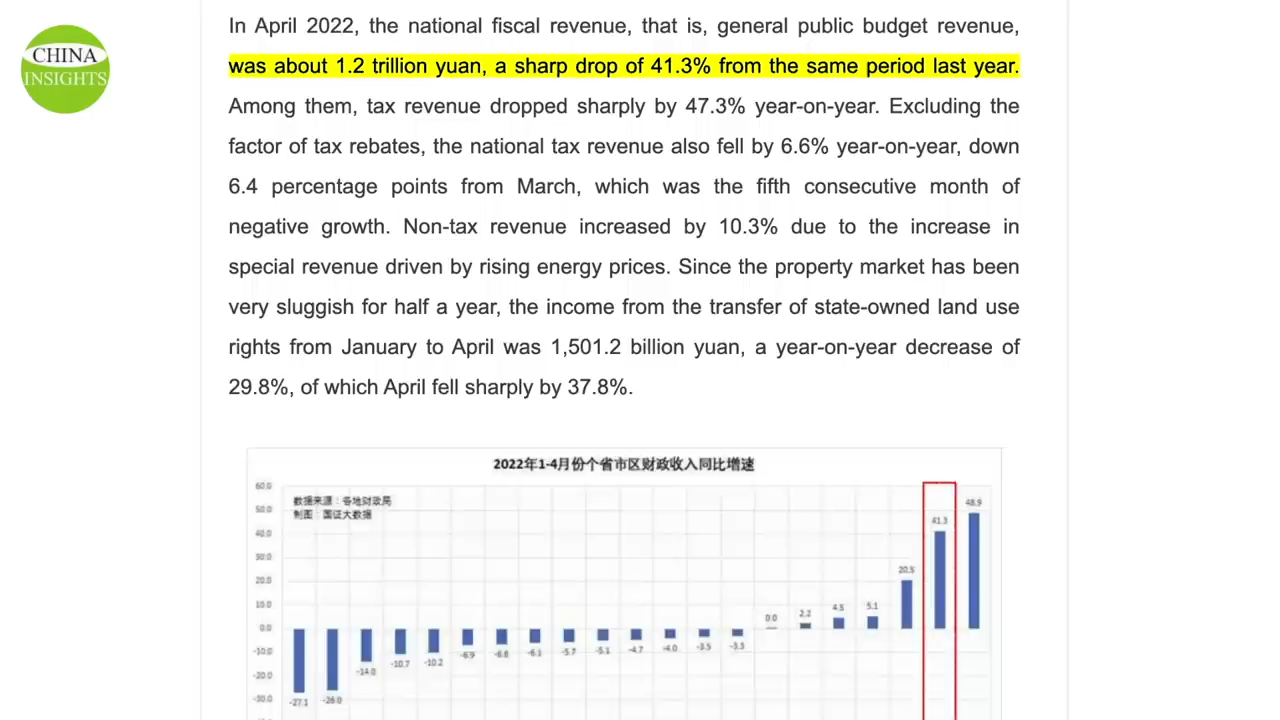 CHINA
INSIGHTS
In April 2022, the national fiscal revenue, that is, general public budget revenue,
was about 1.2 trillion yuan, a sharp drop of 41.3% from the same period last year.
Among them, tax revenue dropped sharply by 47.3% year-on-year. Excluding the
factor of tax rebates, the national tax revenue also fell by 6.6% year-on-year, down
6.4 percentage points from March, which was the fifth consecutive month of
negative growth. Non-tax revenue increased by 10.3% due to the increase in
special revenue driven by rising energy prices. Since the property market has been
very sluggish for half a year, the income from the transfer of state-owned land use
rights from January to April was 1,501.2 billion yuan, a year-on-year decrease of
29.8%, of which April fell sharply by 37.8%.
2022年1-4月份个省市区财政收入同比增速
数据来源：各地财政局
制图：国证大数据
60.0
50.0
40.0
30.0
20.0
10.0
0.0
-10.0
-20.0
-30.0
-27.1
-26.0
-14.0
-10.7
-10.2
-6.9
-6.8
-6.1
-5.7
-5.1
-4.7
-4.0
-3.5
-3.3
0.0
2.2
4.5
5.1
20.5
41.3
48.9